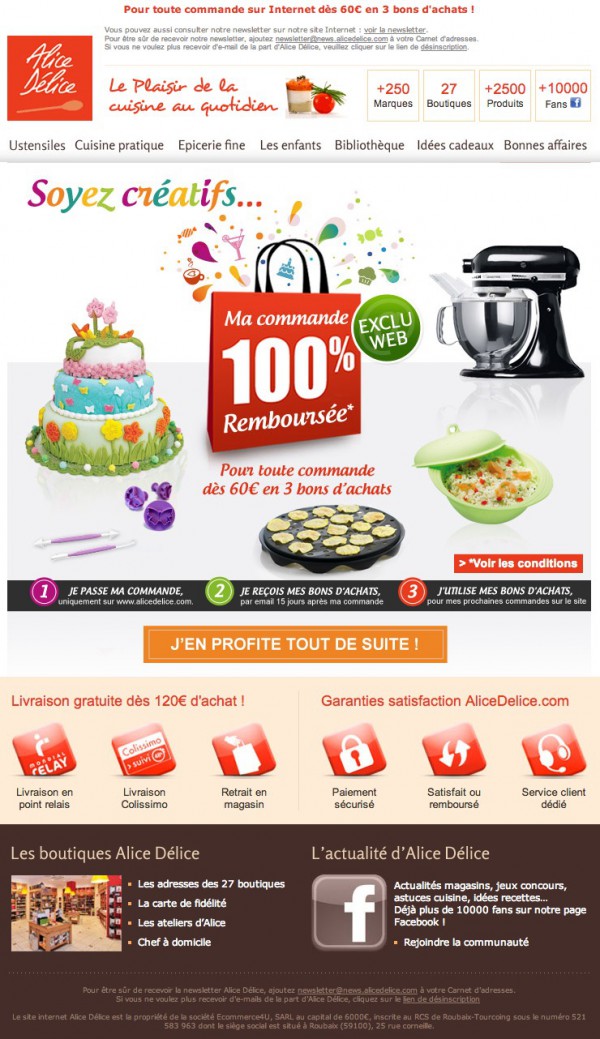 Pour toute commande sur Internet dès 60€ en 3 bons d'achats !
Vous pouvez aussi consulter notre newsletter sur notre site Internet : voir la newsletter.
Pour être sûr de recevoir notre newsletter, ajoutez newsletter@news.alicedelice.com à votre Carnet d'adresses.
Si vous ne voulez plus recevoir d'e-mail de la part d'Alice Délice, veuillez cliquer sur le lien de désinscription.
Alice
Délice
Le Plaisir de la
cuisine au quotidien
+250
Marques
27
Boutiques
+2500
Produits
+10000
Fans f
Ustensiles Cuisine pratique Epicerie fine Les enfants Bibliothèque Idées cadeaux Bonnes affaires
Soyez créatifs...
Ma commande
100%
Remboursée*
EXCLU
WEB
Pour toute commande
dès 60€ en 3 bons d'achats
> *Voir les conditions
1 JE PASSE MA COMMANDE,
uniquement sur www.alicedelice.com.
2 JE REÇOIS MES BONS D'ACHATS,
par email 15 jours après ma commande
3 J'UTILISE MES BONS D'ACHATS,
pour mes prochaines commandes sur le site
J'EN PROFITE TOUT DE SUITE !
Livraison gratuite dès 120€ d'achat !
MONDIAL
RELAY
Livraison en
point relais
Colissimo
> suivi
Livraison
Colissimo
Retrait en
magasin
Garanties satisfaction AliceDelice.com
Paiement
sécurisé
Satisfait ou
remboursé
Service client
dédié
Les boutiques Alice Délice
Les adresses des 27 boutiques
La carte de fidélité
Les ateliers d'Alice
Chef à domicile
L'actualité d'Alice Délice
f
Actualités magasins, jeux concours,
astuces cuisine, idées recettes...
Déjà plus de 10000 fans sur notre page
Facebook !
Rejoindre la communauté
Pour être sûr de recevoir la newsletter Alice Délice, ajoutez newsletter@news.alicedelice.com à votre Carnet d'adresses.
Si vous ne voulez plus recevoir d'e-mails de la part d'Alice Délice, cliquez sur le lien de désinscription
Le site internet Alice Délice est la propriété de la société Ecommerce4U, SARL au capital de 6000€, inscrite au RCS de Roubaix-Tourcoing sous le numéro 521
583 963 dont le siège social est situé à Roubaix (59100), 25 rue corneille.